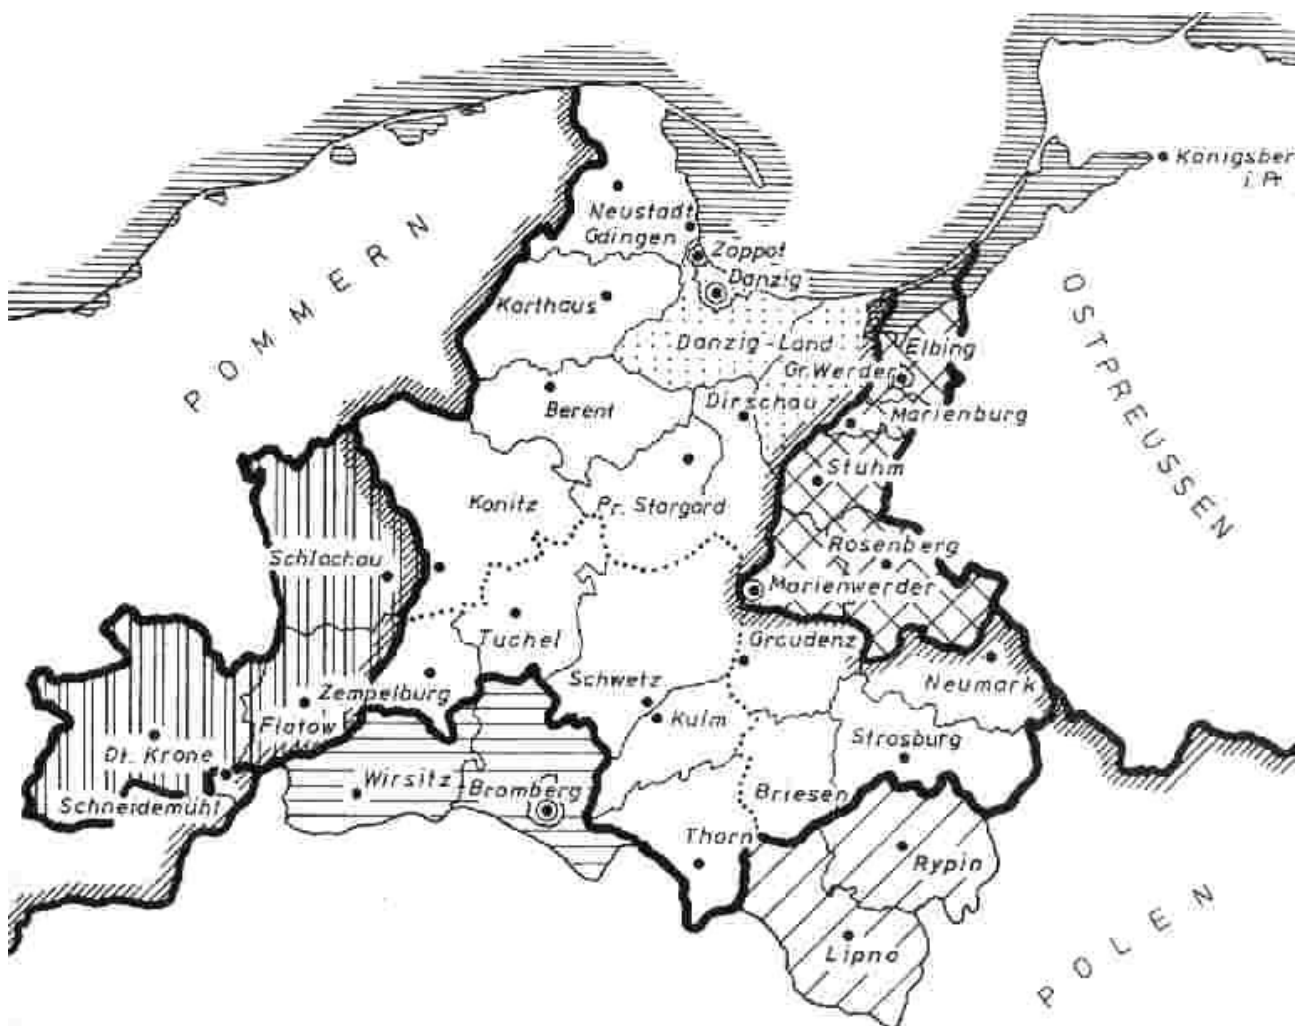 Königsber
i. Pr
Neustadt
Gdingen
Zoppot
Danzig
POMMERN
OSTPREUSSEN
Karthaus
Danzig-Land
Elbing
Gr. Werder
Berent
Dirschau
Marienburg
Stuhm
Konitz
Pr. Stargard
Schlochau
Rosenberg
Marienwerder
Tuchel
Graudenz
Zempelburg
Schwetz
Neumark
Flatow
Kulm
Strasburg
Dt. Krone
Schneidemühl
Wirsitz
Bromberg
Briesen
Thorn
Rypin
Lipno
POLEN